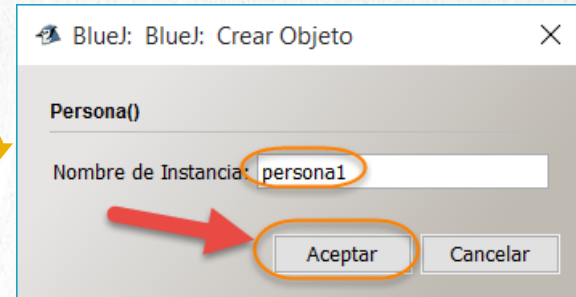 BlueJ: BlueJ: Crear Objeto
Persona()
Nombre de Instancia: persona1
Aceptar Cancelar